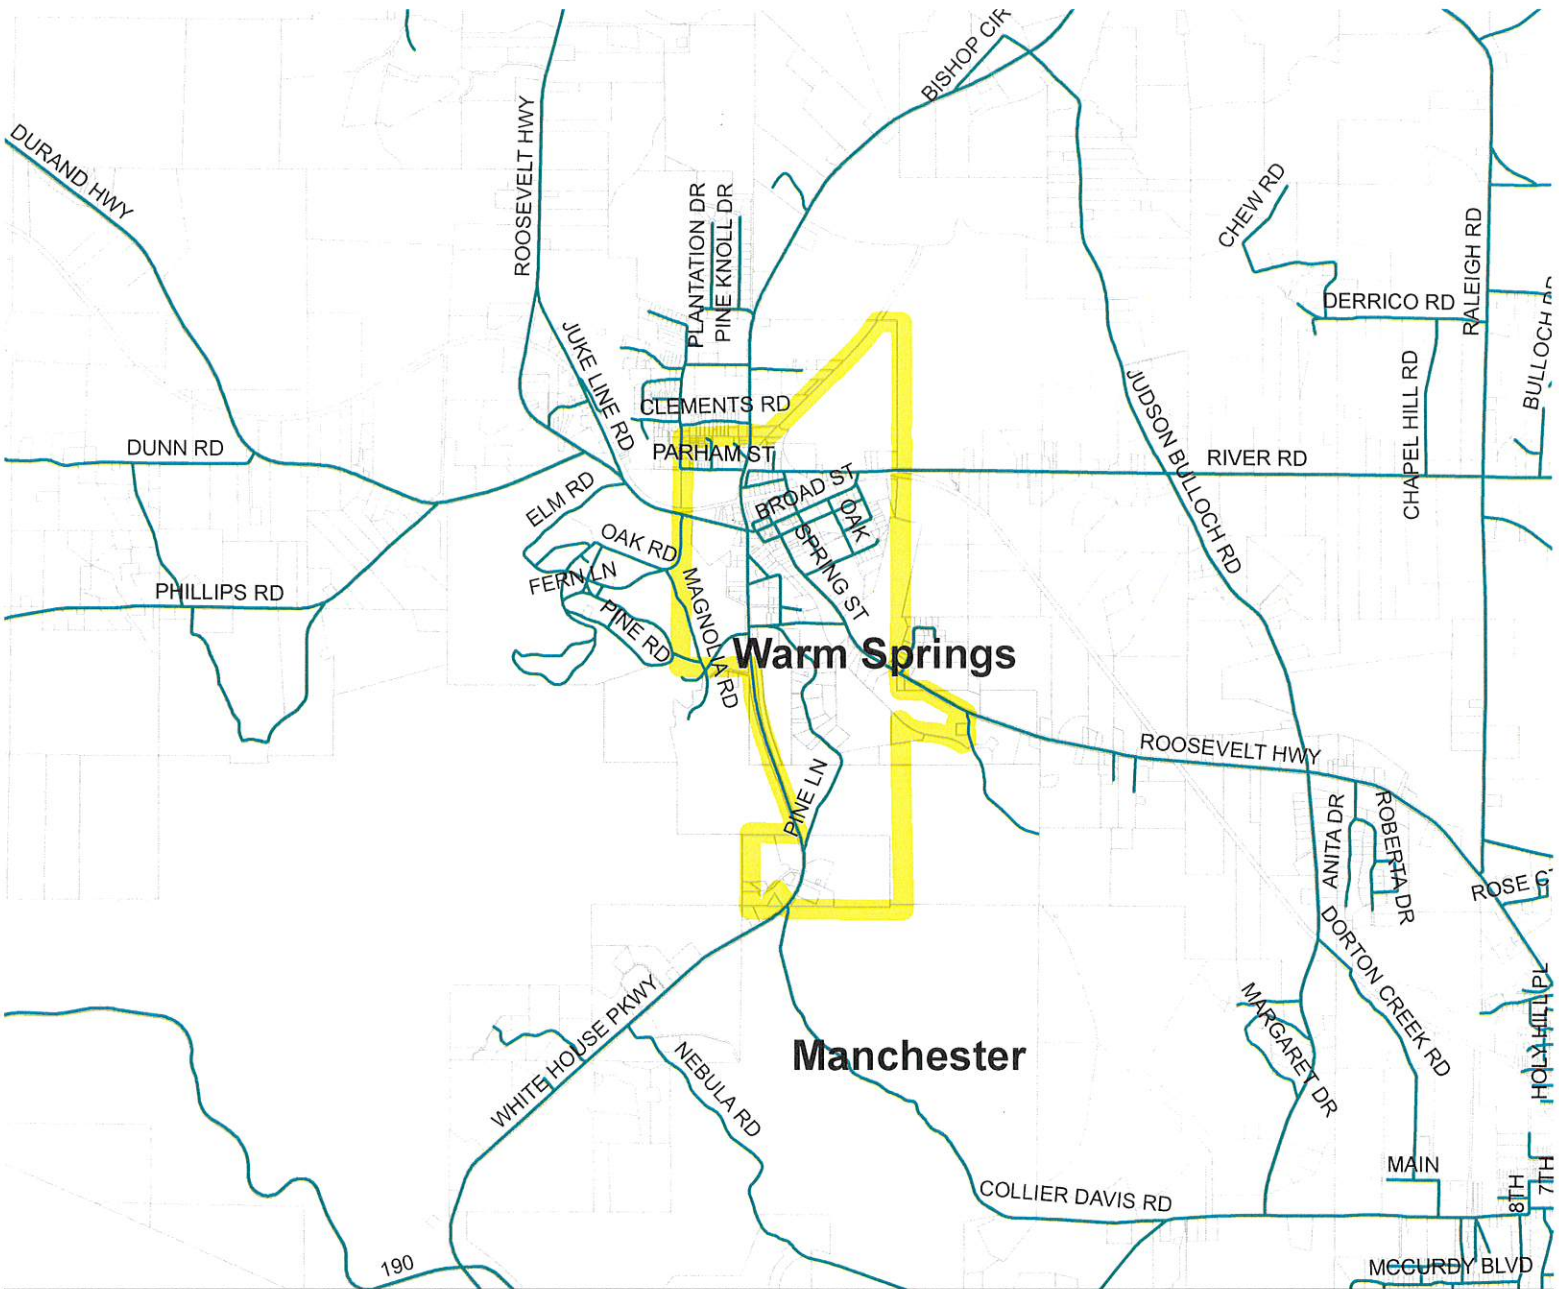 BISHOP CIR
DURAND HWY
ROOSEVELT HWY
PLANTATION DR
PINE KNOLL DR
CHEW RD
RALEIGH RD
DERRICO RD
JUKE LINE RD
BULLOCH RD
CHAPEL HILL RD
JUDSON BULLOCH RD
CLEMENTS RD
DUNN RD
PARHAM ST
RIVER RD
ELM RD
BROAD ST
OAK
OAK RD
SPRING ST
FERN LN
PHILLIPS RD
MAGNOLIA RD
PINE RD
Warm Springs
ROOSEVELT HWY
PINE LN
ANITA DR
ROBERTA DR
ROSE
DORTON CREEK RD
HOLY HILL PL
MARGARET DR
WHITE HOUSE PKWY
Manchester
NEBULA RD
MAIN
8TH
7TH
COLLIER DAVIS RD
190
MCCURDY BLVD